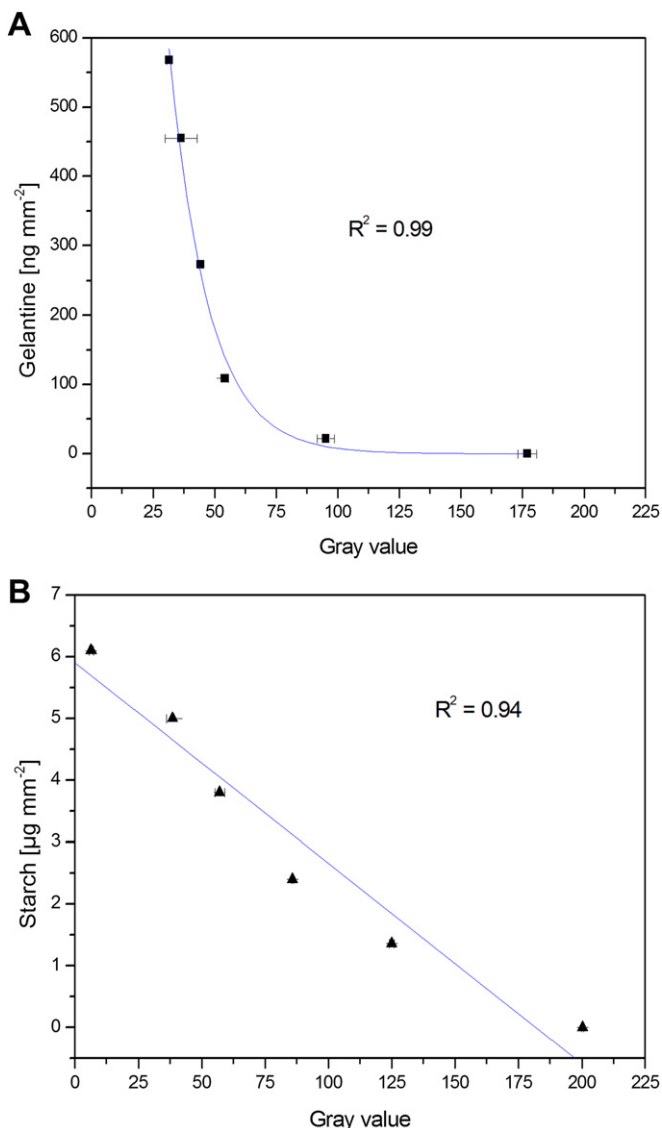 A
600
500
400
300
200
100
0
Gelantine [ng mm⁻²]
R² = 0.99
0 25 50 75 100 125 150 175 200 225
Gray value
B
7
6
5
4
3
2
1
0
Starch [µg mm⁻²]
R² = 0.94
0 25 50 75 100 125 150 175 200 225
Gray value